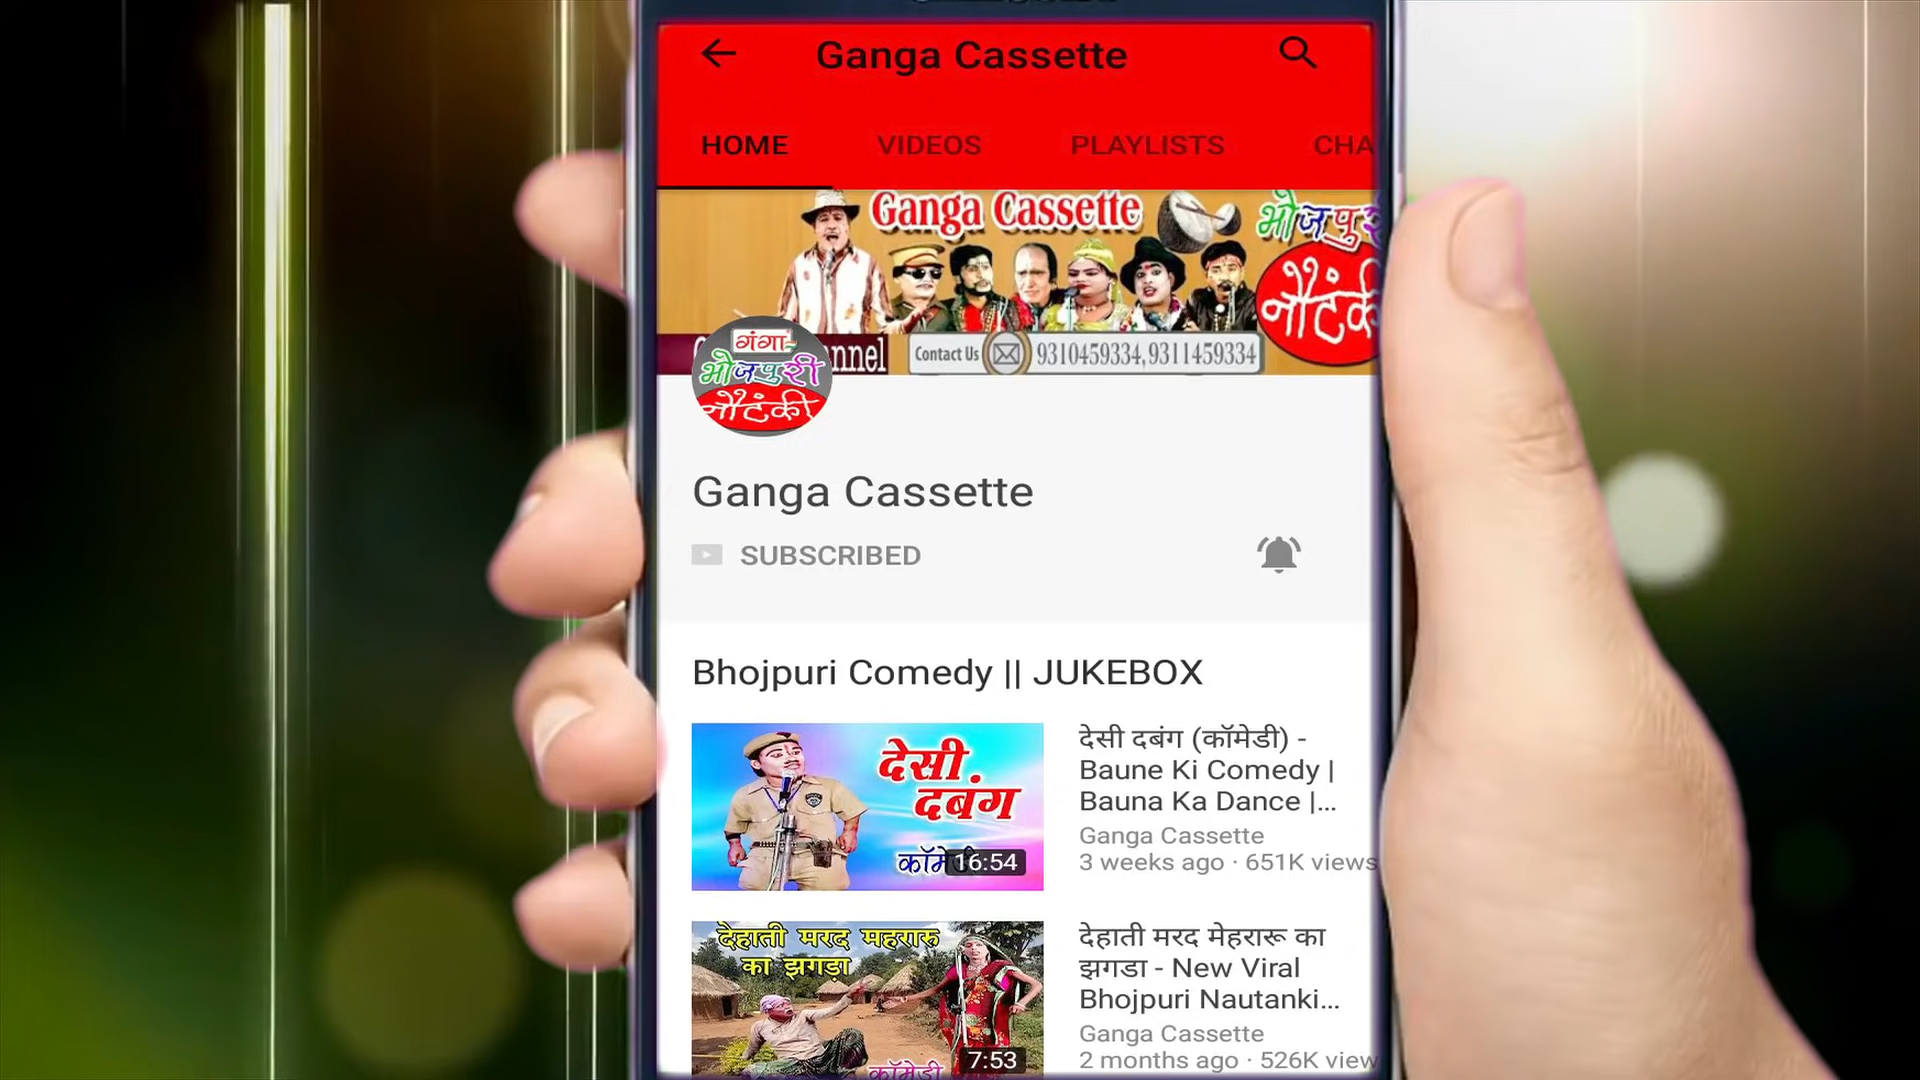 Ganga Cassette
HOME VIDEOS PLAYLISTS CHA
Ganga Cassette
भोजपुरी
नौटंकी
गंगा
भोजपुरी
नौटंकी
nnel
Contact Us 9310459334,9311459334
Ganga Cassette
SUBSCRIBED
Bhojpuri Comedy || JUKEBOX
देसी
दबंग
कॉमेडी
16:54
देसी दबंग (कॉमेडी) -
Baune Ki Comedy |
Bauna Ka Dance |...
Ganga Cassette
3 weeks ago · 651K views
देहाती मरद महरारू
का झगड़ा
कॉमेडी
7:53
देहाती मरद मेहरारू का
झगडा - New Viral
Bhojpuri Nautanki...
Ganga Cassette
2 months ago · 526K view